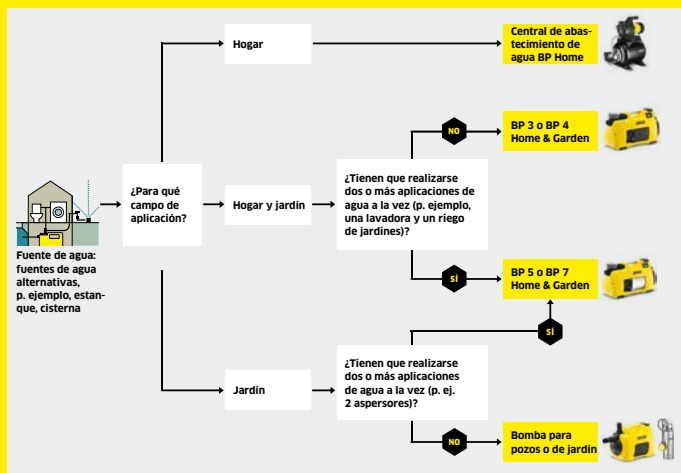 Hogar
Central de abas-
tecimiento de
agua BP Home
NO
BP 3 o BP 4
Home & Garden
¿Para qué
campo de
aplicación?
Hogar y jardín
¿Tienen que realizarse
dos o más aplicaciones de
agua a la vez (p. ejemplo,
una lavadora y un riego
de jardines)?
Fuente de agua:
fuentes de agua
alternativas,
p. ejemplo, estan-
que, cisterna
SÍ
BP 5 o BP 7
Home & Garden
SÍ
Jardín
¿Tienen que realizarse
dos o más aplicaciones
de agua a la vez (p. ej.
2 aspersores)?
NO
Bomba para
pozos o de jardín